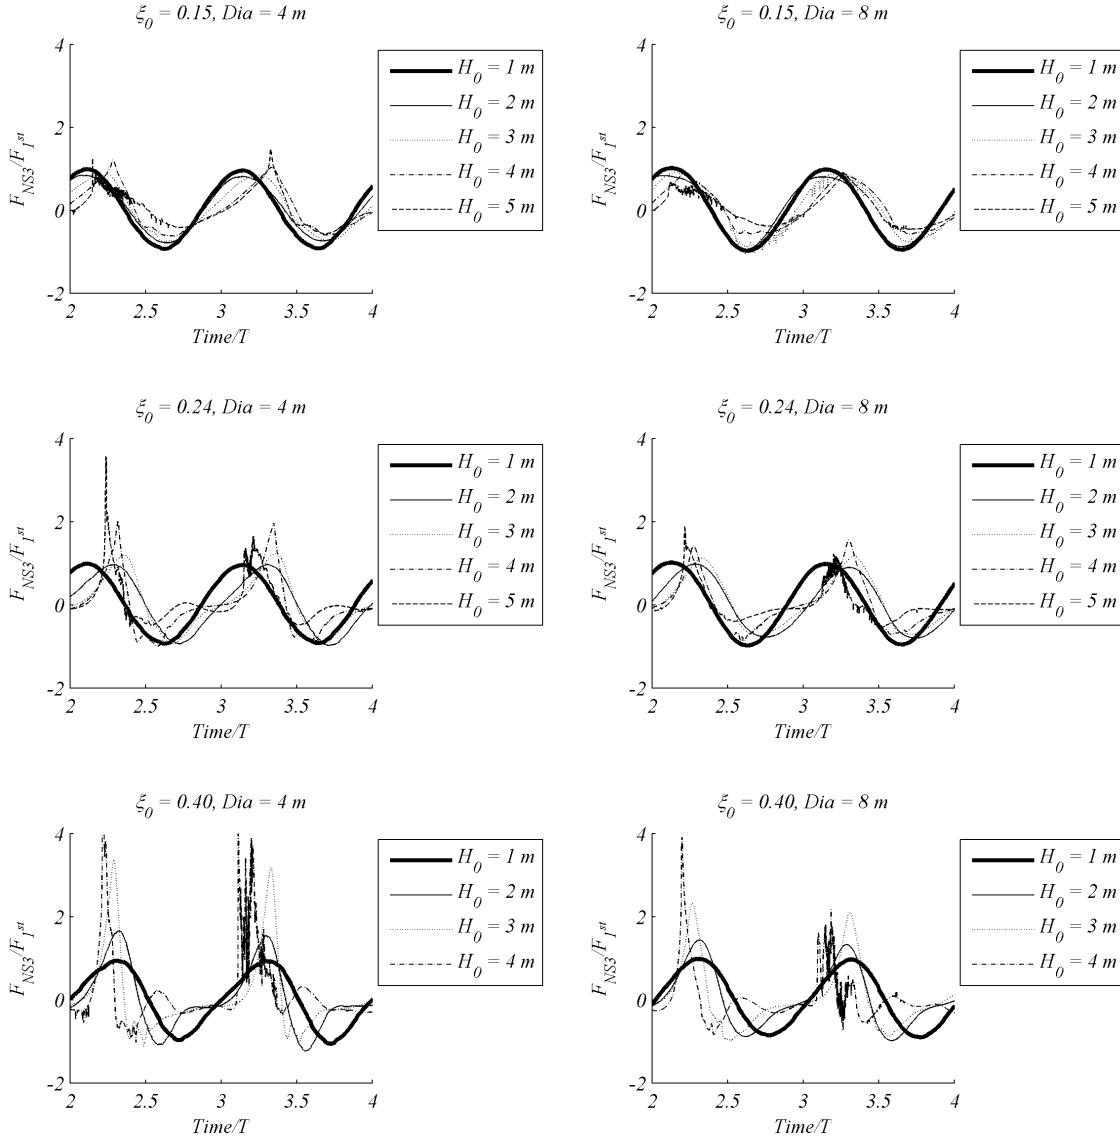 ξ0 = 0.15, Dia = 4 m
4
2
0
-2
2
2.5
3
3.5
4
Time/T
FNS3/F1st
H0 = 1 m
H0 = 2 m
H0 = 3 m
H0 = 4 m
H0 = 5 m
ξ0 = 0.15, Dia = 8 m
4
2
0
-2
2
2.5
3
3.5
4
Time/T
FNS3/F1st
H0 = 1 m
H0 = 2 m
H0 = 3 m
H0 = 4 m
H0 = 5 m
ξ0 = 0.24, Dia = 4 m
4
2
0
-2
2
2.5
3
3.5
4
Time/T
FNS3/F1st
H0 = 1 m
H0 = 2 m
H0 = 3 m
H0 = 4 m
H0 = 5 m
ξ0 = 0.24, Dia = 8 m
4
2
0
-2
2
2.5
3
3.5
4
Time/T
FNS3/F1st
H0 = 1 m
H0 = 2 m
H0 = 3 m
H0 = 4 m
H0 = 5 m
ξ0 = 0.40, Dia = 4 m
4
2
0
-2
2
2.5
3
3.5
4
Time/T
FNS3/F1st
H0 = 1 m
H0 = 2 m
H0 = 3 m
H0 = 4 m
ξ0 = 0.40, Dia = 8 m
4
2
0
-2
2
2.5
3
3.5
4
Time/T
FNS3/F1st
H0 = 1 m
H0 = 2 m
H0 = 3 m
H0 = 4 m